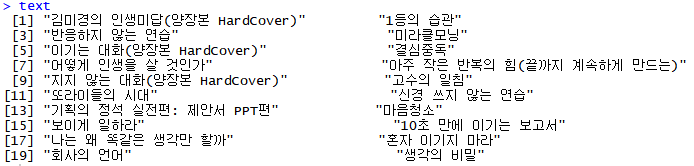 > text
[1] "김미경의 인생미답(양장본 HardCover)" "1등의 습관"
[3] "반응하지 않는 연습" "미라클모닝"
[5] "이기는 대화(양장본 HardCover)" "결심중독"
[7] "어떻게 인생을 살 것인가" "아주 작은 반복의 힘(끝까지 계속하게 만드는)"
[9] "지지 않는 대화(양장본 HardCover)" "고수의 일침"
[11] "또라이들의 시대" "신경 쓰지 않는 연습"
[13] "기획의 정석 실전편: 제안서 PPT편" "마음청소"
[15] "보이게 일하라" "10초 만에 이기는 보고서"
[17] "나는 왜 똑같은 생각만 할까" "혼자 이기지 마라"
[19] "회사의 언어" "생각의 비밀"